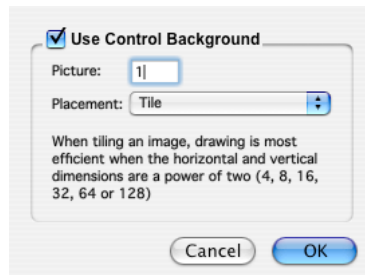 Use Control Background
Picture: 1
Placement: Tile
When tiling an image, drawing is most
efficient when the horizontal and vertical
dimensions are a power of two (4, 8, 16,
32, 64 or 128)
Cancel OK